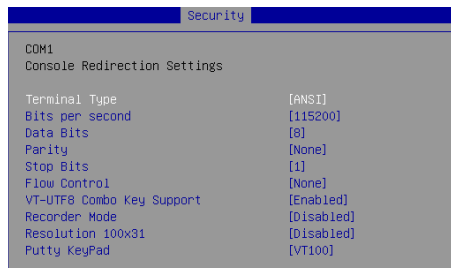 Security
COM1
Console Redirection Settings
Terminal Type [ANSI]
Bits per second [115200]
Data Bits [8]
Parity [None]
Stop Bits [1]
Flow Control [None]
VT-UTF8 Combo Key Support [Enabled]
Recorder Mode [Disabled]
Resolution 100x31 [Disabled]
Putty KeyPad [VT100]